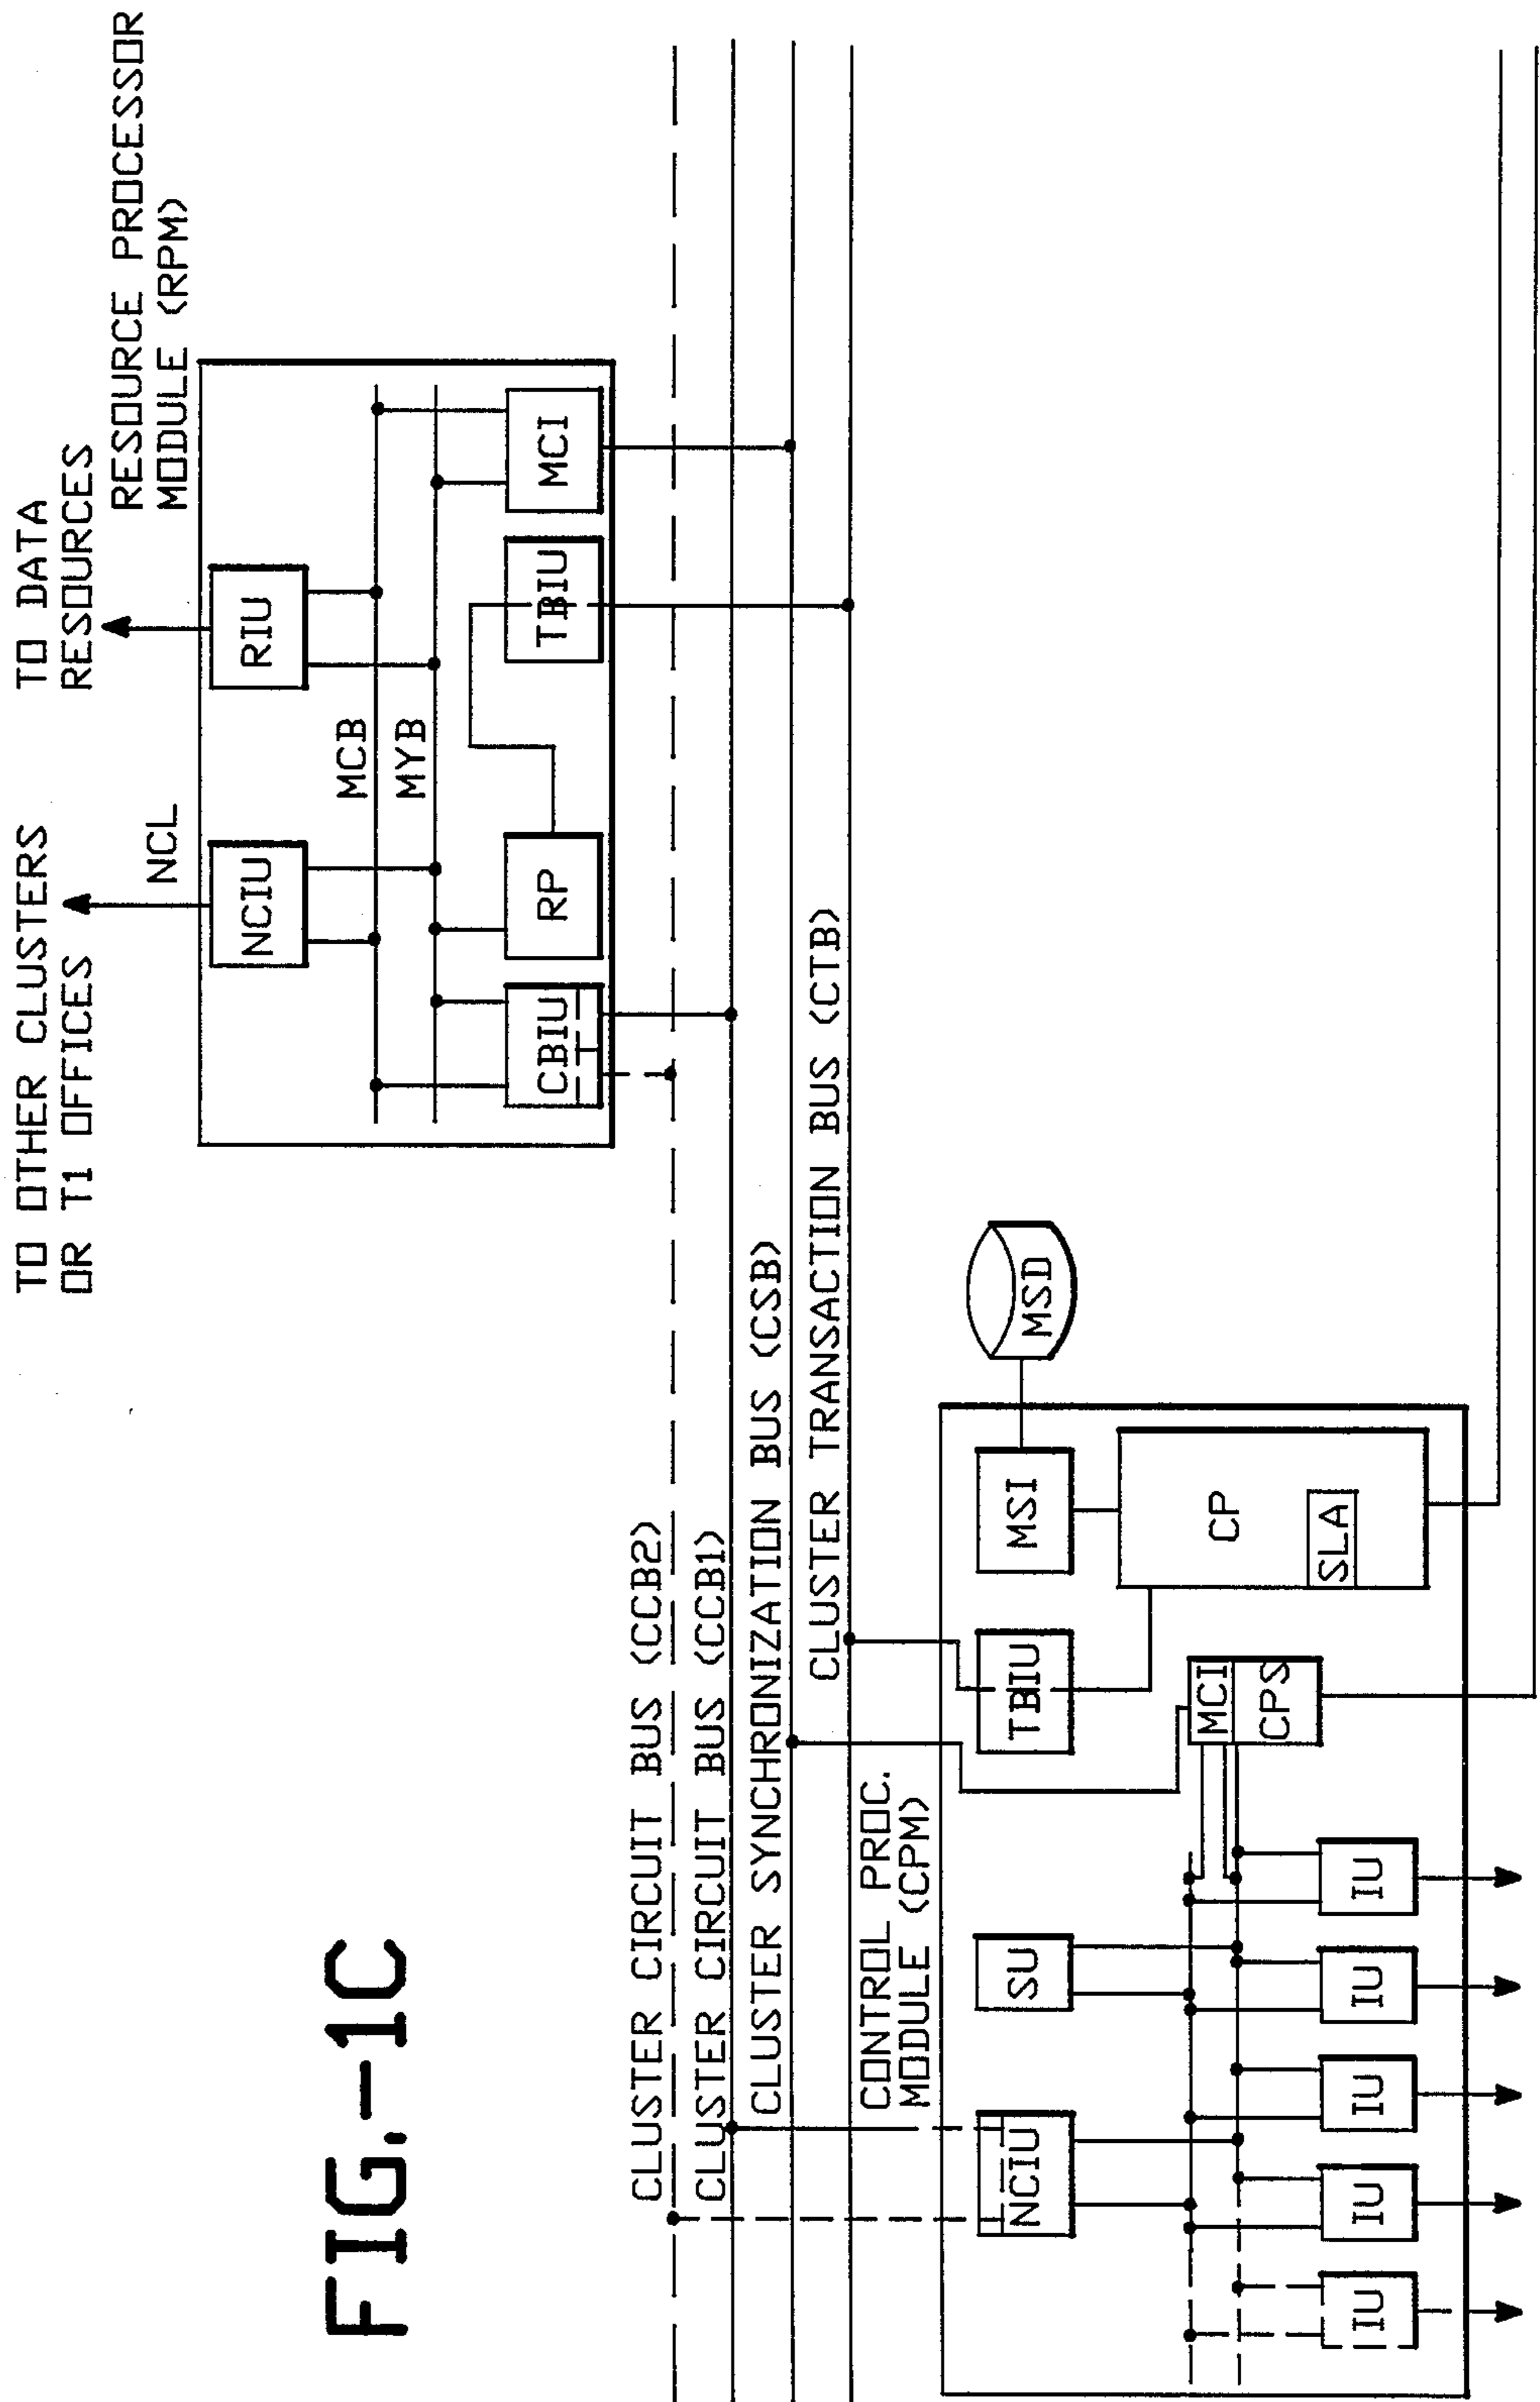 FIG.-1C
TO OTHER CLUSTERS
OR T1 OFFICES
TO DATA
RESOURCES
NCL
RESOURCE PROCESSOR
MODULE (RPM)
NCIU
RIU
MCB
MYB
CBIU
RP
TBIU
MCI
CLUSTER CIRCUIT BUS (CCB2)
CLUSTER CIRCUIT BUS (CCB1)
CLUSTER SYNCHRONIZATION BUS (CSB)
CLUSTER TRANSACTION BUS (CTB)
CONTROL PROC.
MODULE (CPM)
NCIU
SU
TBIU
MSI
MSD
MCI
CPS
CP
SLA
IU
IU
IU
IU
IU